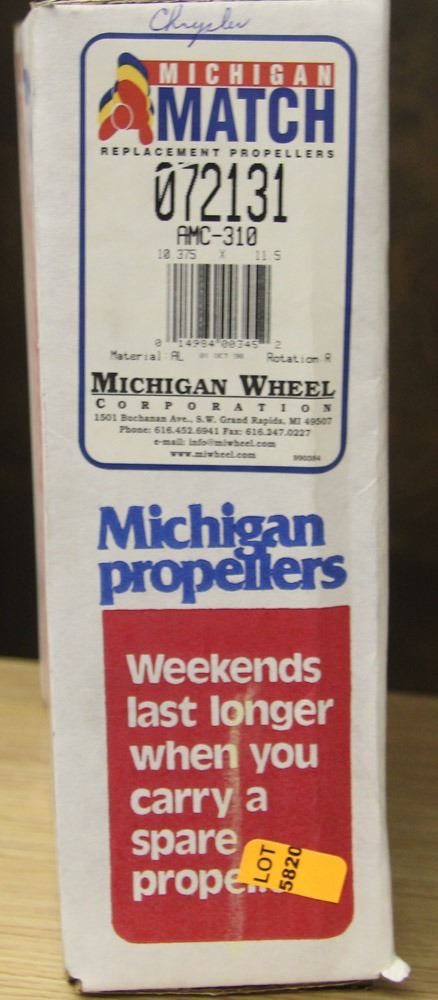 Chrysler
MICHIGAN
MATCH
REPLACEMENT PROPELLERS
072131
AMC-310
10 375 X 11 5
0 14984 00345 2
Material: AL 01 OCT 98 Rotation R
MICHIGAN WHEEL
CORPORATION
1501 Buchanan Ave., S.W. Grand Rapids, MI 49507
Phone: 616.452.6941 Fax: 616.247.0227
e-mail: info@miwheel.com
www.miwheel.com 990384
Michigan
propellers
Weekends
last longer
when you
carry a
spare
LOT
5820